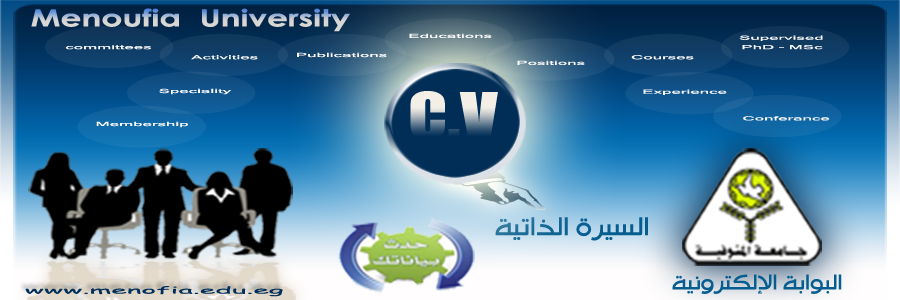 Menoufia University
Educations
committees
Activities
Publications
Positions
Courses
Supervised
PhD - MSc
Speciality
Experience
Membership
Conferance
C.V
السيرة الذاتية
جامعة المنوفية
حدث
بياناتك
البوابة الإلكترونية
www.menofia.edu.eg